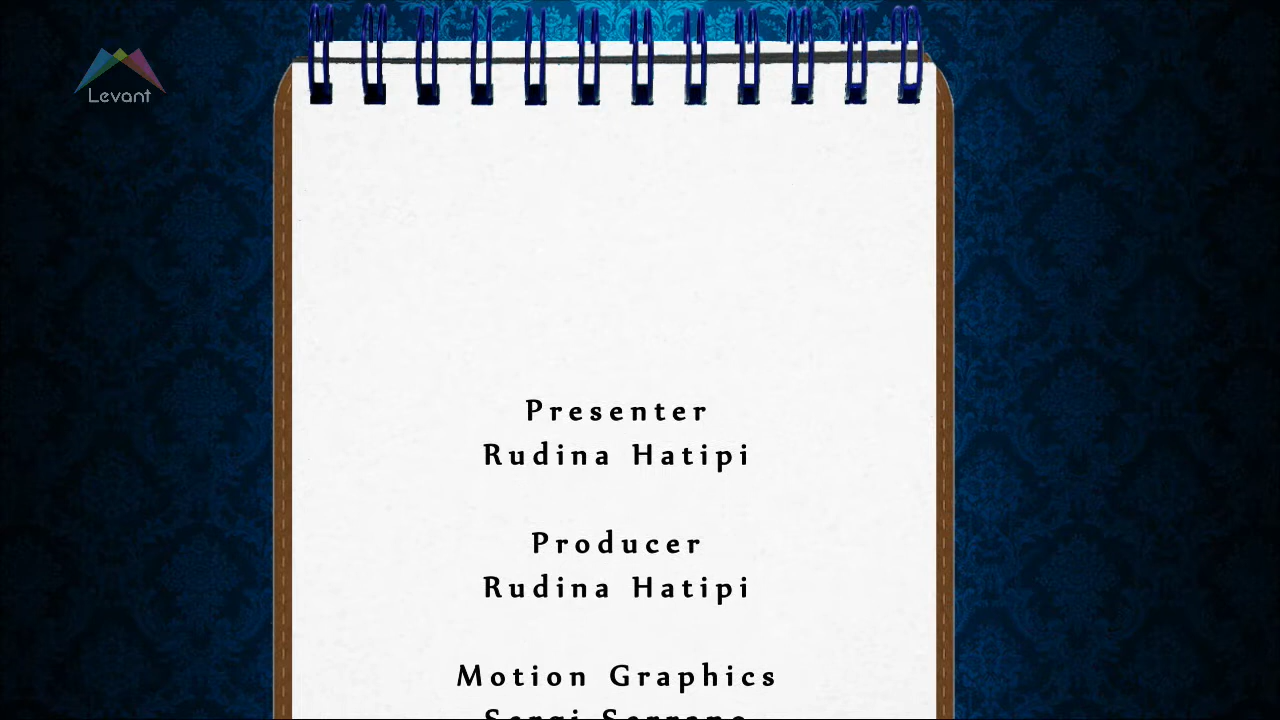 Levant
Presenter
Rudina Hatipi
Producer
Rudina Hatipi
Motion Graphics